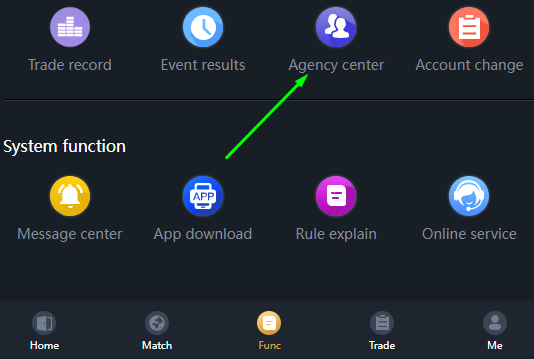 Trade record
Event results
Agency center
Account change
System function
Message center
APP
App download
Rule explain
Online service
Home
Match
Func
Trade
Me